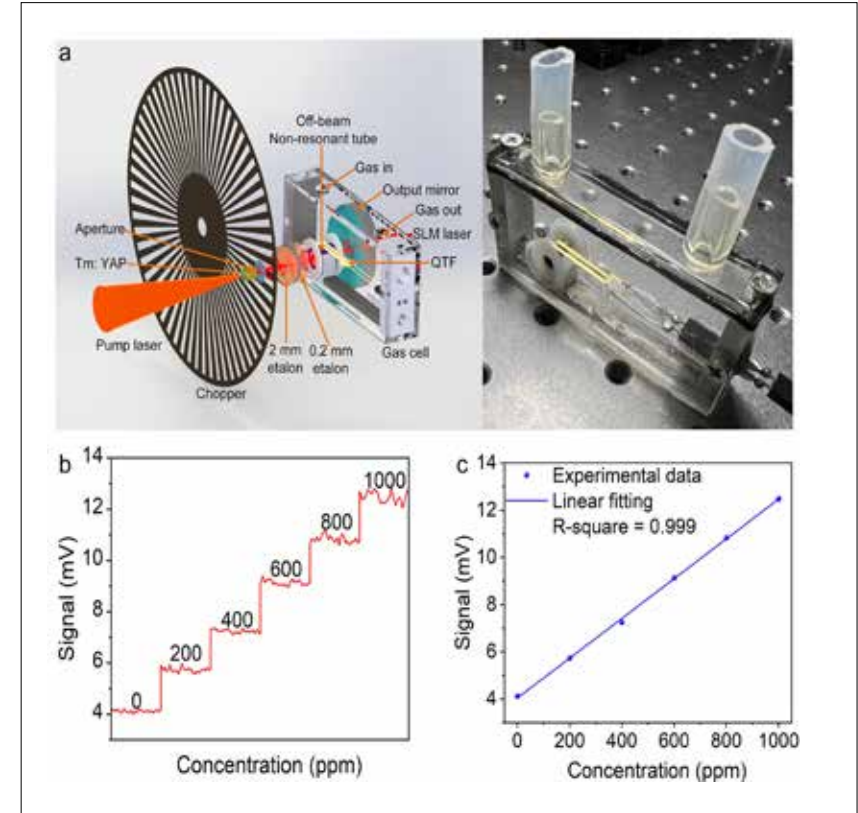 a
Off-beam
Non-resonant tube
Gas in
Output mirror
Gas out
SLM laser
QTF
Aperture
Tm: YAP
Pump laser
2 mm
etalon
0.2 mm
etalon
Gas cell
Chopper
b
14
12
10
8
6
4
Signal (mV)
0
200
400
600
800
1000
Concentration (ppm)
c
14
12
10
8
6
4
Signal (mV)
Experimental data
Linear fitting
R-square = 0.999
0 200 400 600 800 1000
Concentration (ppm)